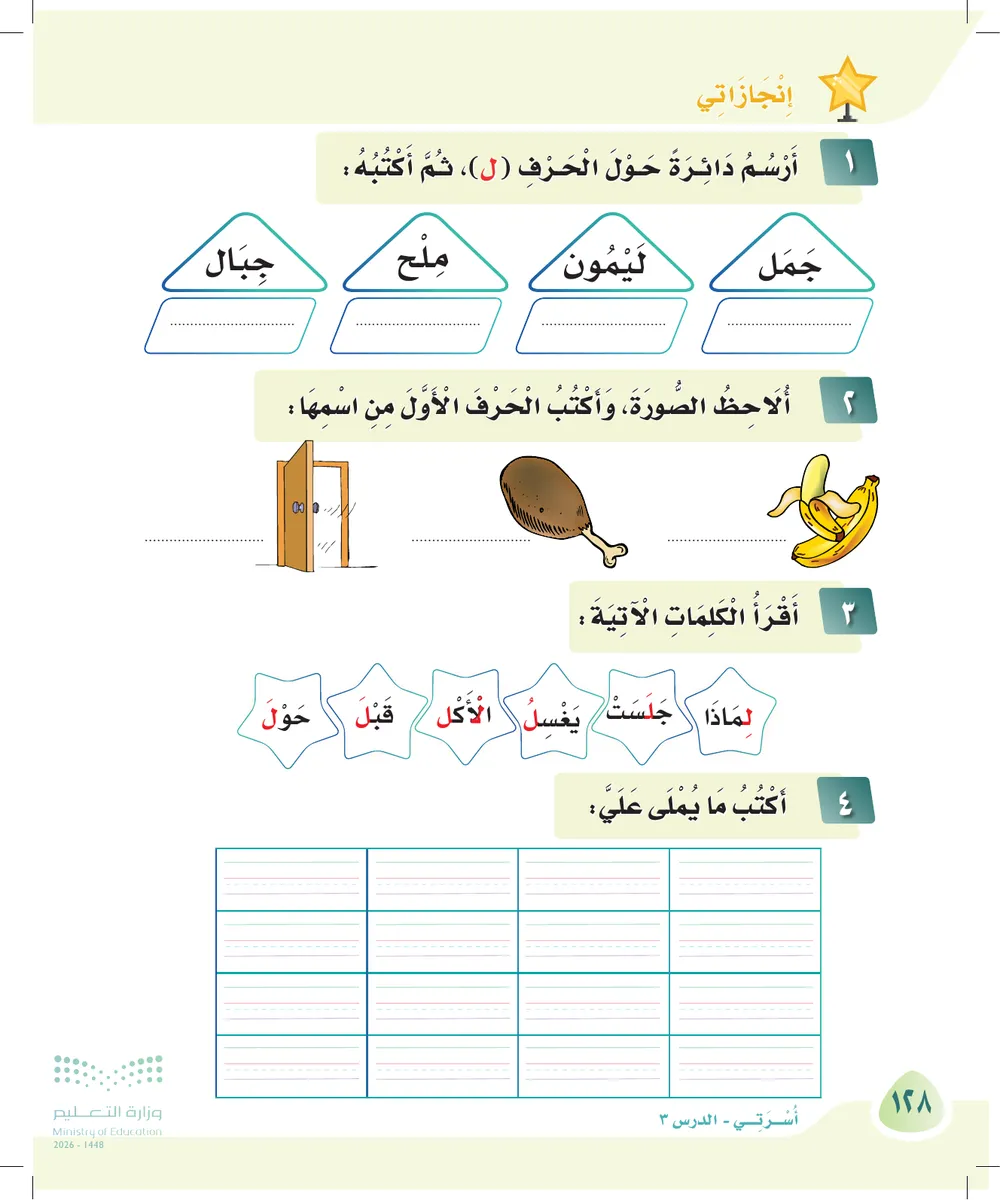 إِنْجَازَاتِي
١ أَرْسُمُ دَائِرَةً حَوْلَ الْحَرْفِ (ل)، ثُمَّ أَكْتُبُهُ:
جَمَل لَيْمُون مِلْح جِبَال
٢ أُلَاحِظُ الصُّورَةَ، وَأَكْتُبُ الْحَرْفَ الْأَوَّلَ مِنِ اسْمِهَا:
٣ أَقْرَأُ الْكَلِمَاتِ الْآتِيَةَ:
لِمَاذَا جَلَسَتْ يَغْسِلُ الْأَكْل قَبْلَ حَوْلَ
٤ أَكْتُبُ مَا يُمْلَى عَلَيَّ:
١٢٨
أُسْرَتِي - الدرس ٣
وزارة التعليم
Ministry of Education
2026 - 1448